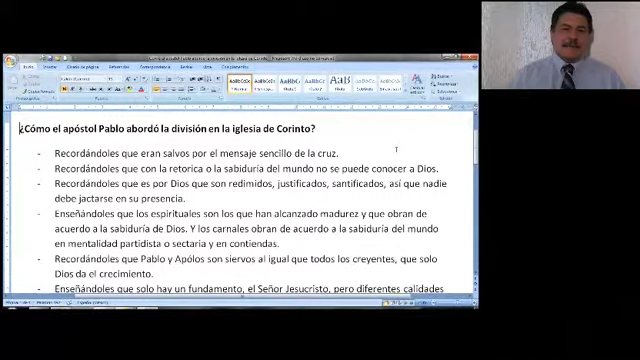 ¿Cómo el apóstol Pablo abordó la división en la iglesia de Corinto?
- Recordándoles que eran salvos por el mensaje sencillo de la cruz.
- Recordándoles que con la retorica o la sabiduría del mundo no se puede conocer a Dios.
- Recordándoles que es por Dios que son redimidos, justificados, santificados, así que nadie
debe jactarse en su presencia.
- Enseñándoles que los espirituales son los que han alcanzado madurez y que obran de
acuerdo a la sabiduría de Dios. Y los carnales obran de acuerdo a la sabiduría del mundo
en mentalidad partidista o sectaria y en contiendas.
- Recordándoles que Pablo y Apólos son siervos al igual que todos los creyentes, que solo
Dios da el crecimiento.
- Enseñándoles que solo hay un fundamento, el Señor Jesucristo, pero diferentes calidades